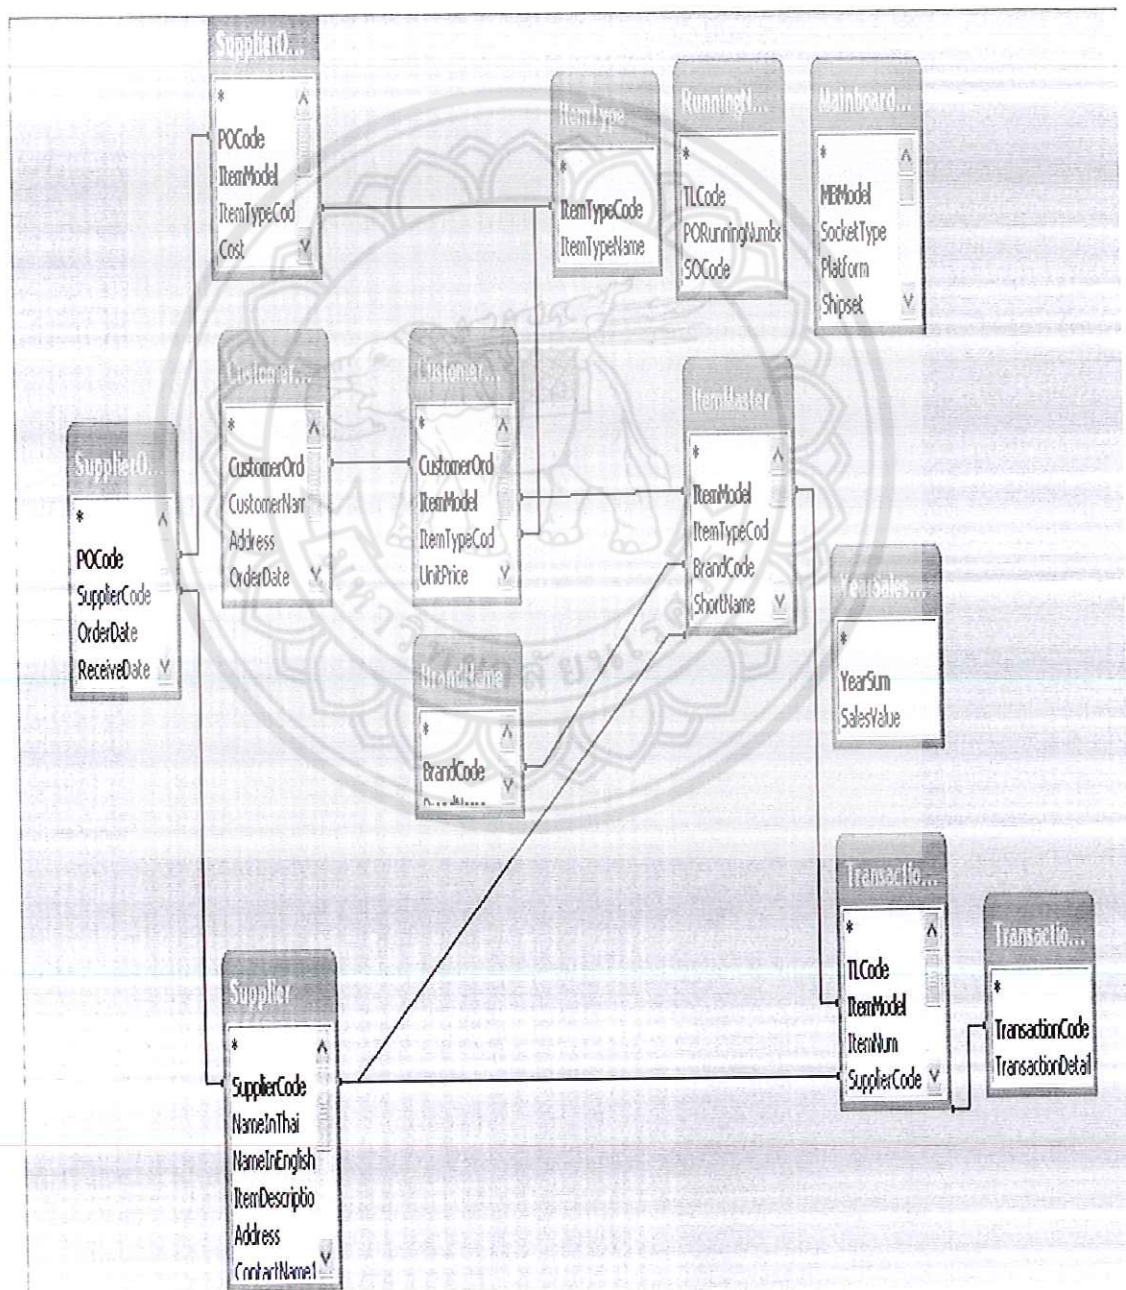 SupplierO...
*
POCode
ItemModel
ItemTypeCod
Cost
ItemType
*
ItemTypeCode
ItemTypeName
RunningN...
*
TLCode
PORunningNumbe
SOCode
Mainboard...
*
MBModel
SocketType
Platform
Shipset
SupplierO...
*
POCode
SupplierCode
OrderDate
ReceiveDate
Customer...
*
CustomerOrd
CustomerNam
Address
OrderDate
Customer...
*
CustomerOrd
ItemModel
ItemTypeCod
UnitPrice
ItemMaster
*
ItemModel
ItemTypeCod
BrandCode
ShortName
BrandName
*
BrandCode
BrandName
YearSales...
*
YearSum
SalesValue
Supplier
*
SupplierCode
NameInThai
NameInEnglish
ItemDescriptio
Address
ContactName1
Transactio...
*
TLCode
ItemModel
ItemNum
SupplierCode
Transactio...
*
TransactionCode
TransactionDetail